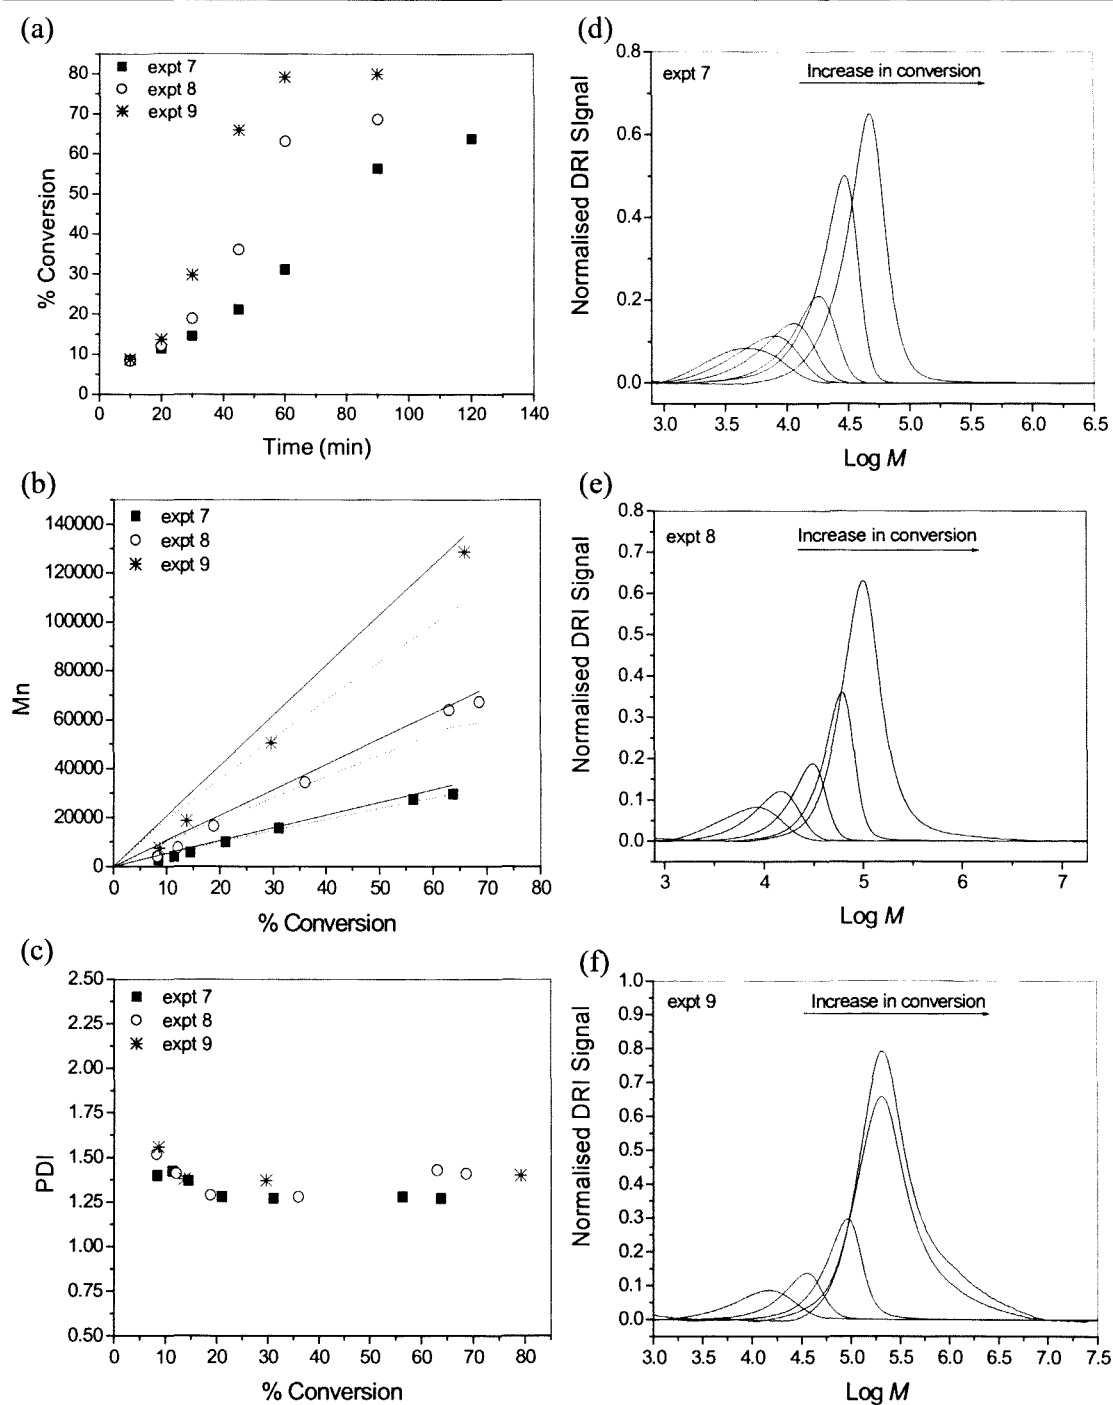 (a)
expt 7
expt 8
expt 9
80
70
60
50
40
30
20
10
0
0 20 40 60 80 100 120 140
% Conversion
Time (min)
(d)
expt 7
Increase in conversion
0.8
0.6
0.4
0.2
0.0
3.0 3.5 4.0 4.5 5.0 5.5 6.0 6.5
Normalised DRI SIgnal
Log M
(b)
expt 7
expt 8
expt 9
140000
120000
100000
80000
60000
40000
20000
0
0 10 20 30 40 50 60 70 80
Mn
% Conversion
(e)
expt 8
Increase in conversion
0.8
0.7
0.6
0.5
0.4
0.3
0.2
0.1
0.0
3 4 5 6 7
Normalised DRI Signal
Log M
(c)
expt 7
expt 8
expt 9
2.50
2.25
2.00
1.75
1.50
1.25
1.00
0.75
0.50
0 10 20 30 40 50 60 70 80
PDI
% Conversion
(f)
expt 9
Increase in conversion
1.0
0.9
0.8
0.7
0.6
0.5
0.4
0.3
0.2
0.1
0.0
3.0 3.5 4.0 4.5 5.0 5.5 6.0 6.5 7.0 7.5
Normalised DRI Signal
Log M